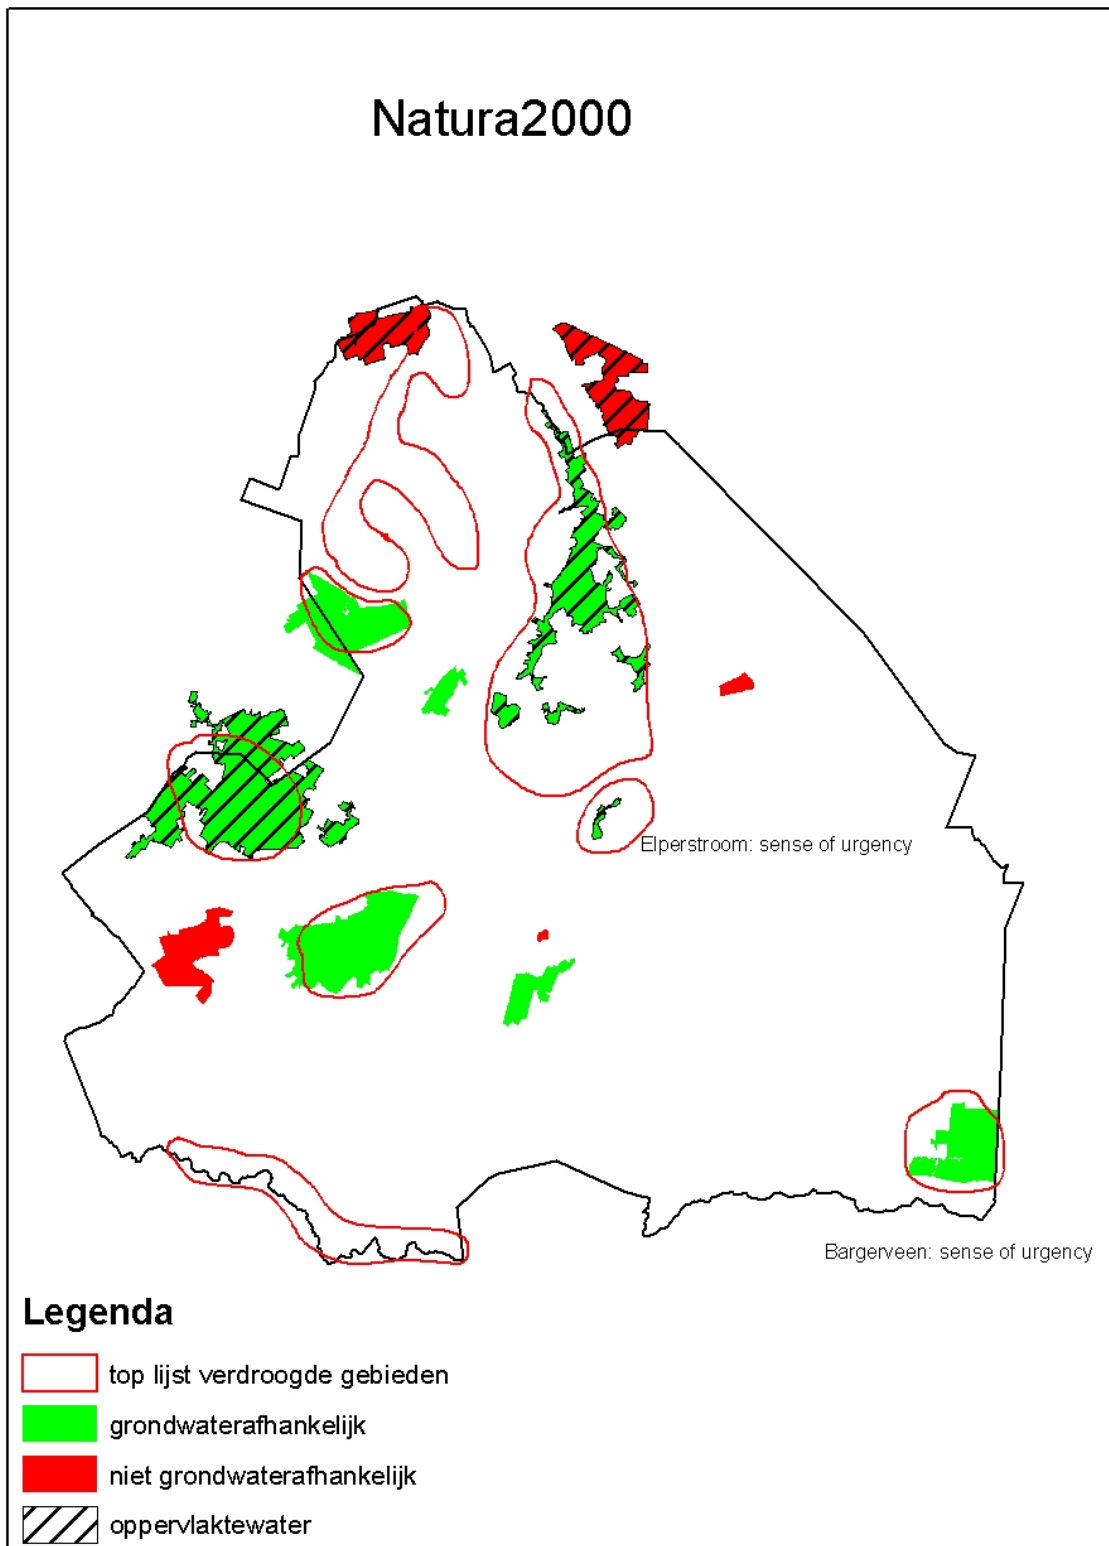 Natura2000
Elperstroom: sense of urgency
Bargerveen: sense of urgency
Legenda
top lijst verdroogde gebieden
grondwaterafhankelijk
niet grondwaterafhankelijk
oppervlaktewater